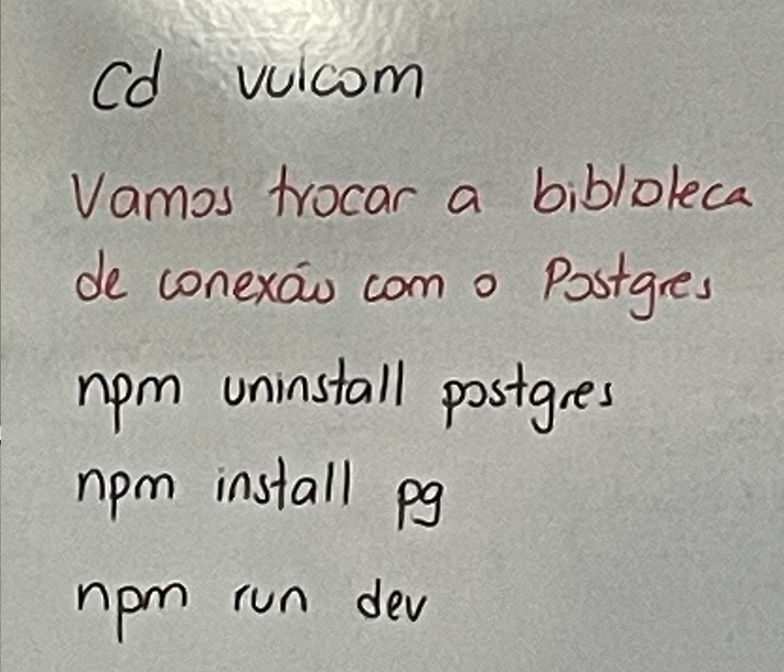 Cd vulcom
Vamos trocar a biblioteca
de conexão com o Postgres
npm uninstall postgres
npm install pg
npm run dev